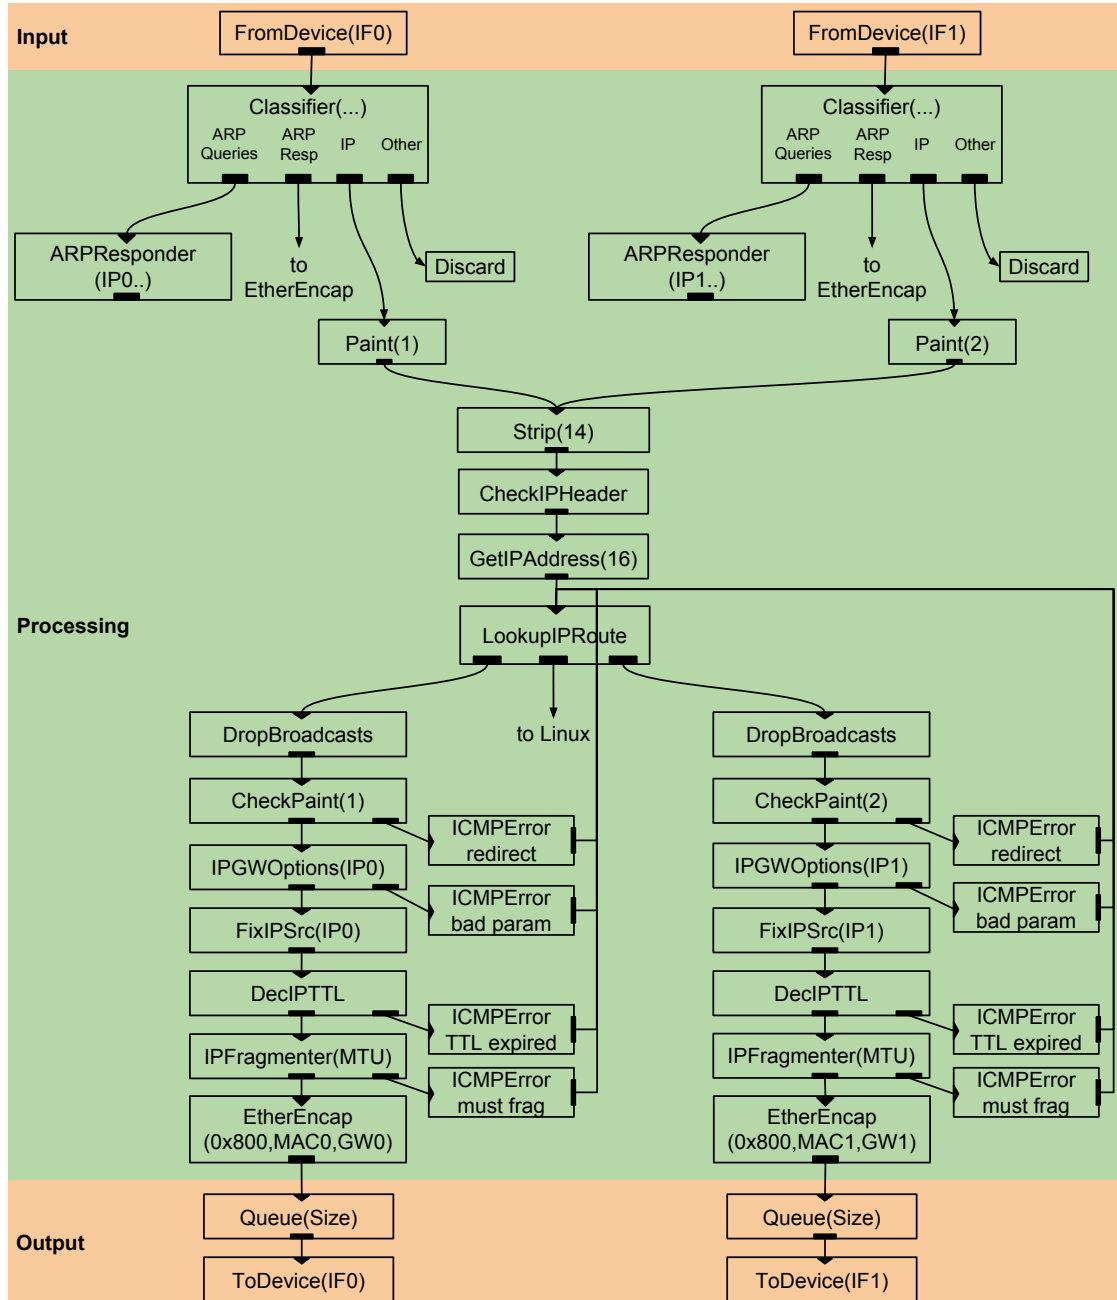 Input
FromDevice(IF0)
FromDevice(IF1)
Classifier(...)
ARP
Queries
ARP
Resp
IP
Other
Classifier(...)
ARP
Queries
ARP
Resp
IP
Other
ARPResponder
(IP0..)
to
EtherEncap
Discard
ARPResponder
(IP1..)
to
EtherEncap
Discard
Paint(1)
Paint(2)
Strip(14)
CheckIPHeader
GetIPAddress(16)
Processing
LookupIPRoute
DropBroadcasts
to Linux
DropBroadcasts
CheckPaint(1)
ICMPError
redirect
CheckPaint(2)
ICMPError
redirect
IPGWOptions(IP0)
ICMPError
bad param
IPGWOptions(IP1)
ICMPError
bad param
FixIPSrc(IP0)
FixIPSrc(IP1)
DecIPTTL
ICMPError
TTL expired
DecIPTTL
ICMPError
TTL expired
IPFragmenter(MTU)
ICMPError
must frag
IPFragmenter(MTU)
ICMPError
must frag
EtherEncap
(0x800,MAC0,GW0)
EtherEncap
(0x800,MAC1,GW1)
Output
Queue(Size)
Queue(Size)
ToDevice(IF0)
ToDevice(IF1)